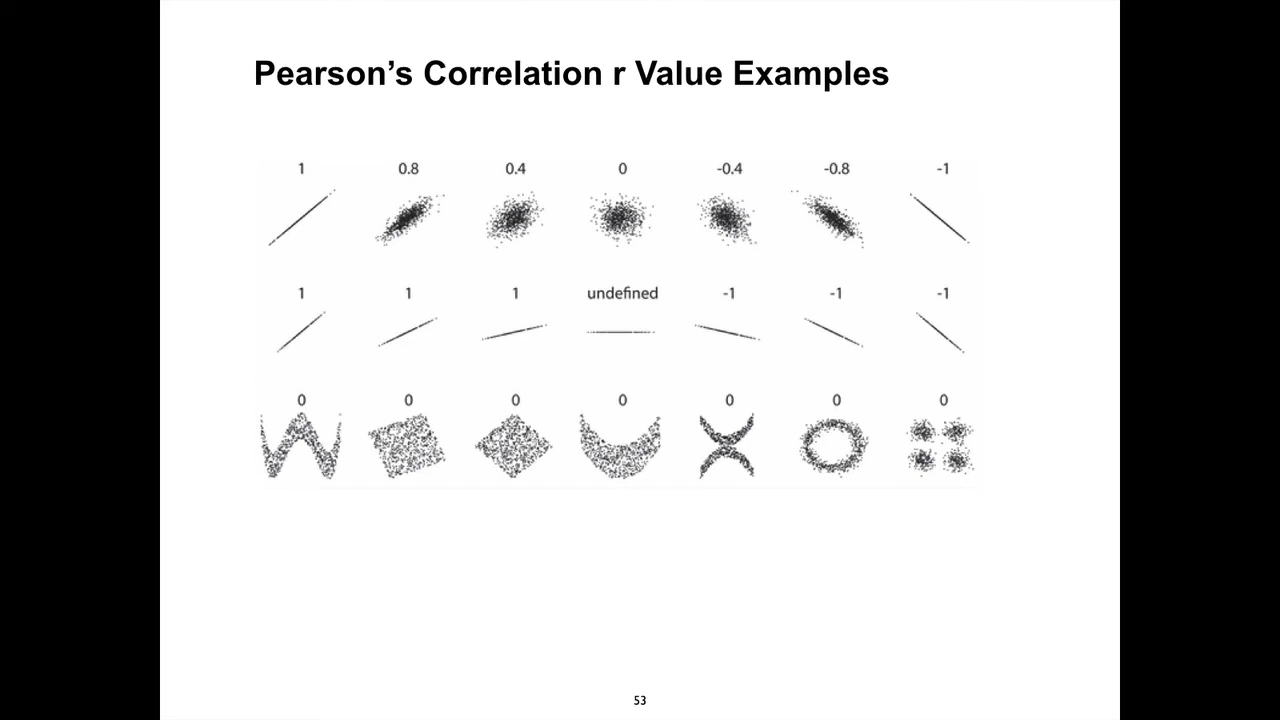 Pearson’s Correlation r Value Examples
1 0.8 0.4 0 -0.4 -0.8 -1
1 1 1 undefined -1 -1 -1
0 0 0 0 0 0 0
53